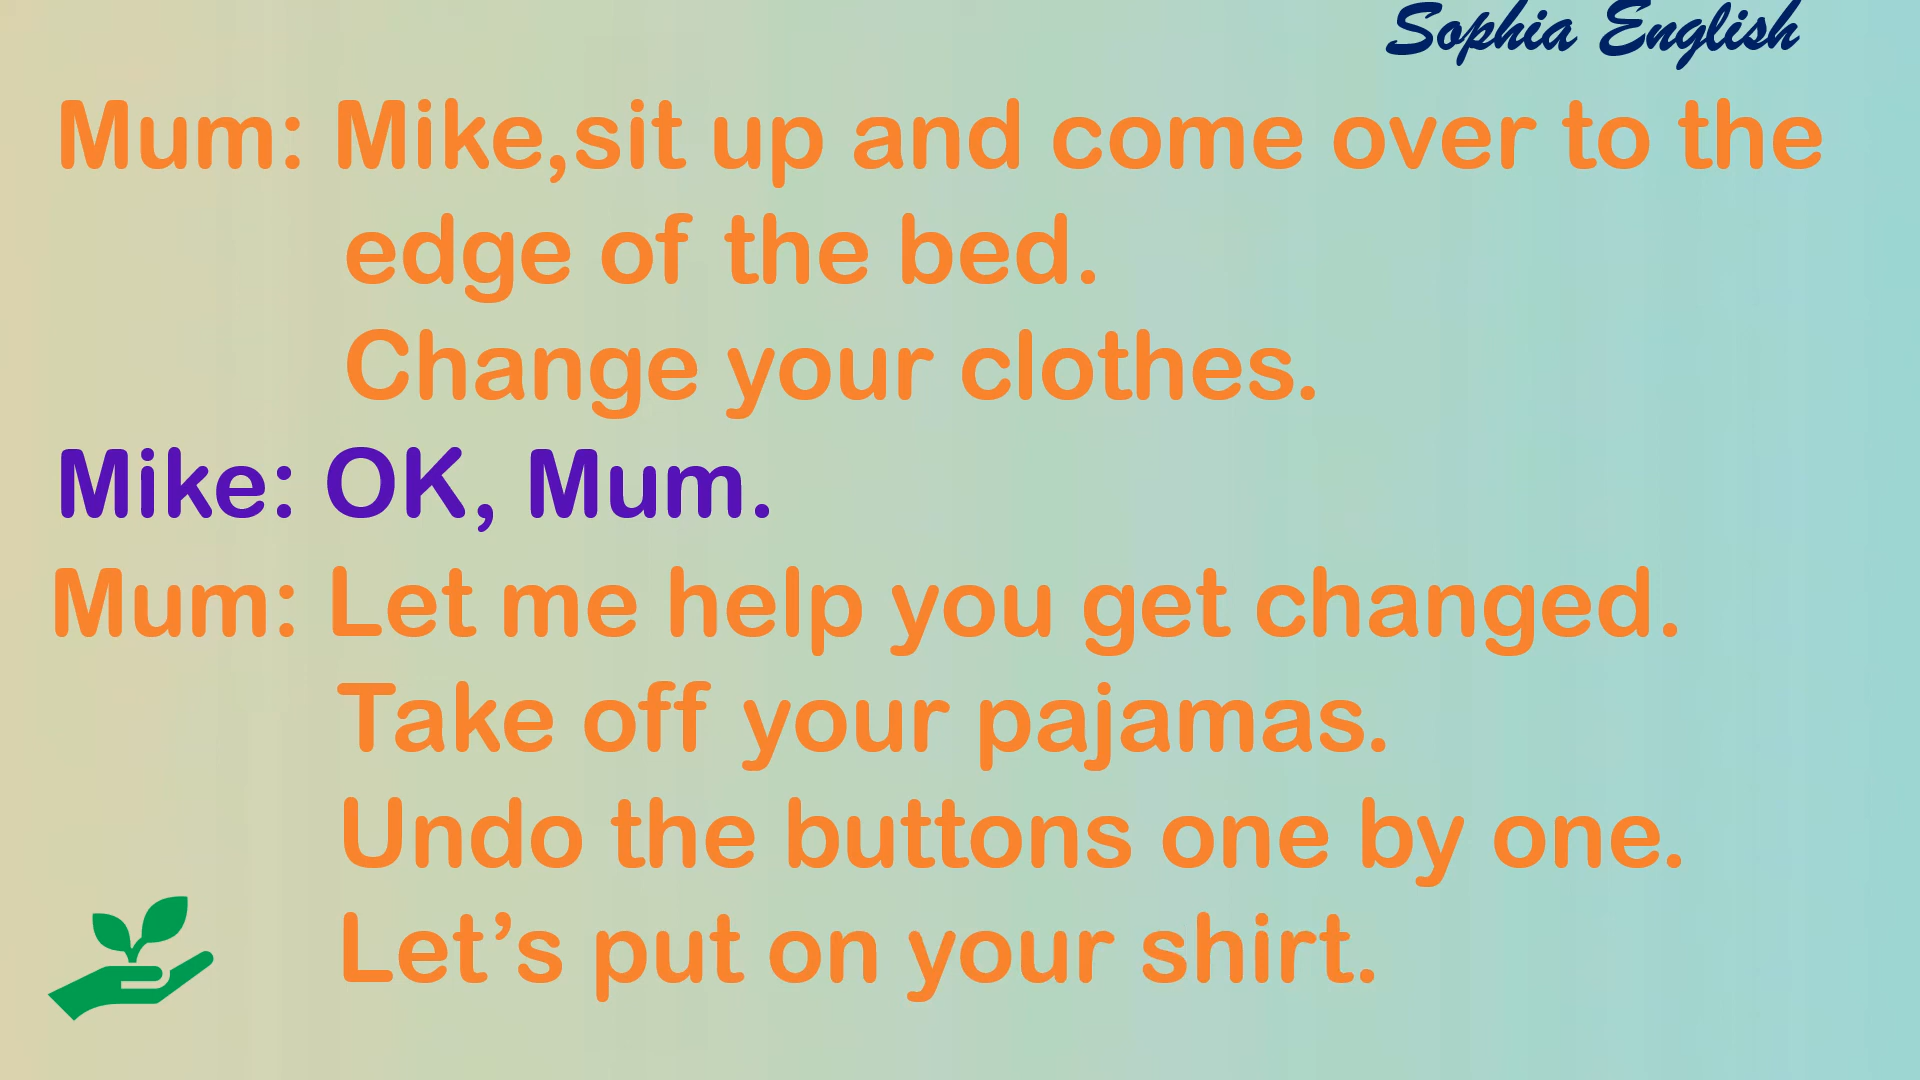 Sophia English
Mum: Mike,sit up and come over to the
edge of the bed.
Change your clothes.
Mike: OK, Mum.
Mum: Let me help you get changed.
Take off your pajamas.
Undo the buttons one by one.
Let’s put on your shirt.